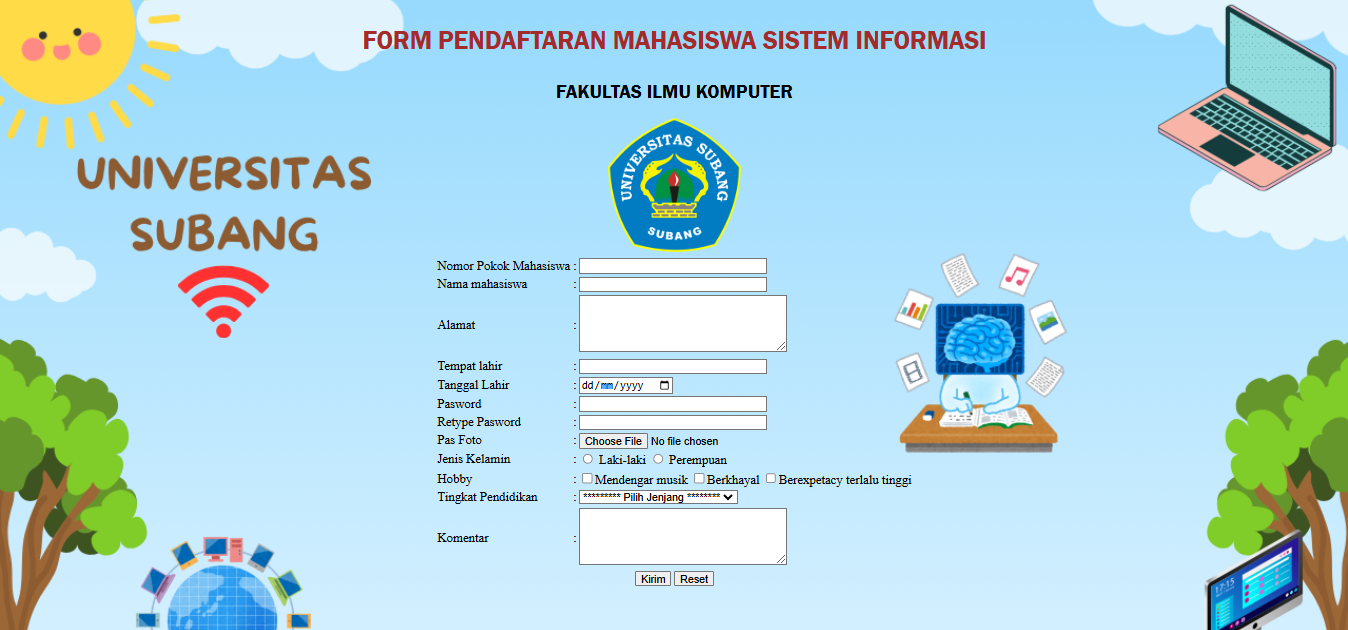 FORM PENDAFTARAN MAHASISWA SISTEM INFORMASI
FAKULTAS ILMU KOMPUTER
UNIVERSITAS
SUBANG
UNIVERSITAS SUBANG
SUBANG
Nomor Pokok Mahasiswa :
Nama mahasiswa :
Alamat :
Tempat lahir :
Tanggal Lahir : dd/mm/yyyy
Pasword :
Retype Pasword :
Pas Foto : Choose File No file chosen
Jenis Kelamin : Laki-laki Perempuan
Hobby : Mendengar musik Berkhayal Berexpetacy terlalu tinggi
Tingkat Pendidikan : ********* Pilih Jenjang ********
Komentar :
Kirim Reset
17:15